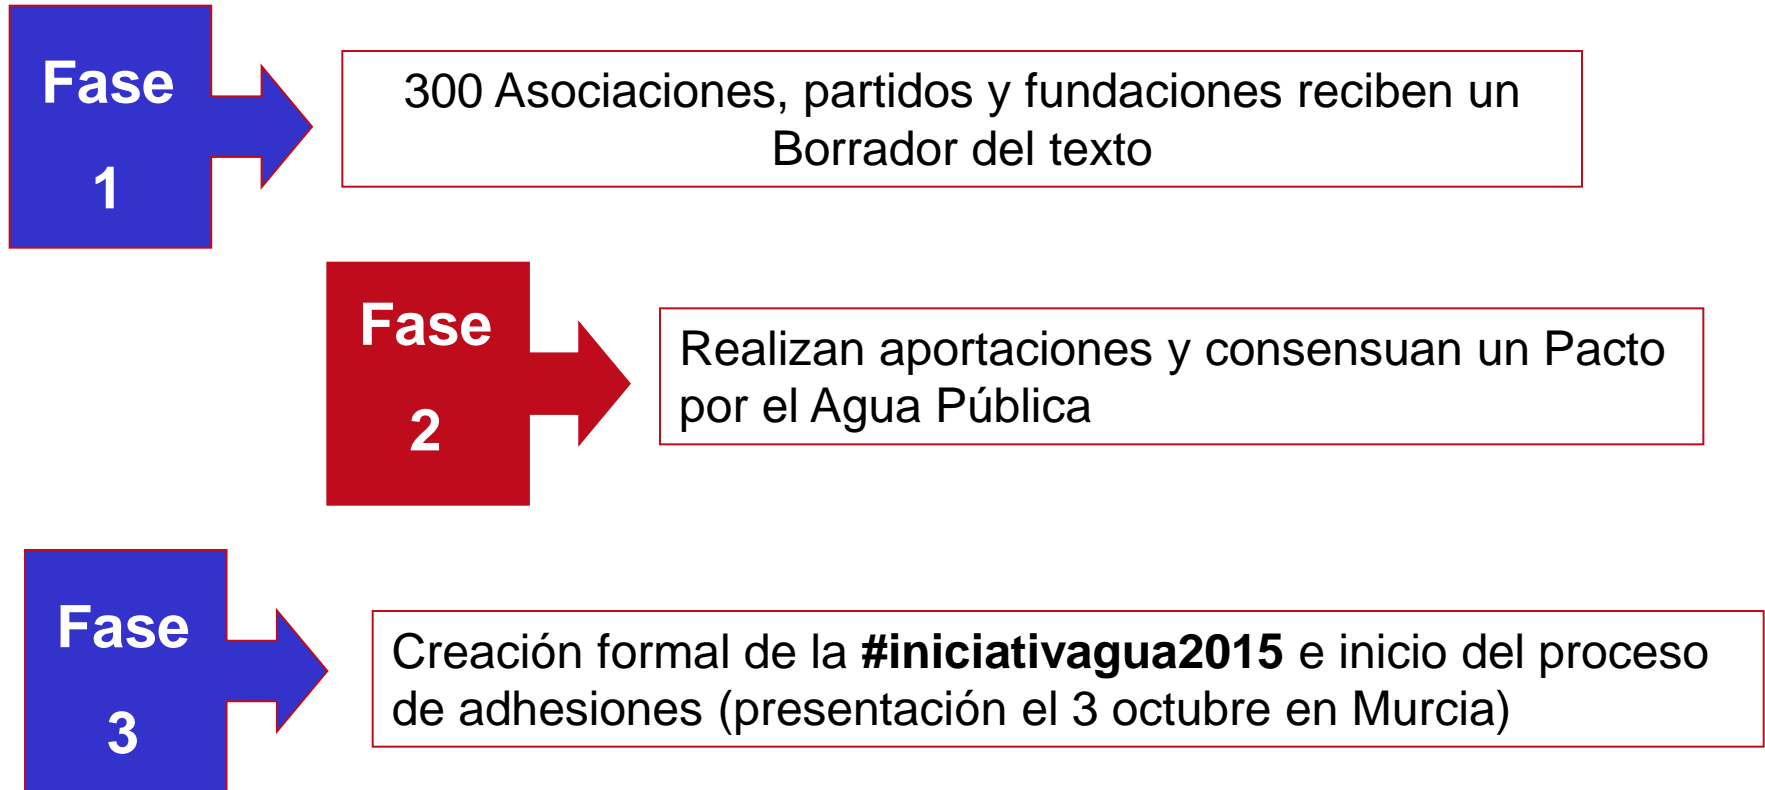 Fase
1
300 Asociaciones, partidos y fundaciones reciben un
Borrador del texto
Fase
2
Realizan aportaciones y consensuan un Pacto
por el Agua Pública
Fase
3
Creación formal de la #iniciativagua2015 e inicio del proceso
de adhesiones (presentación el 3 octubre en Murcia)